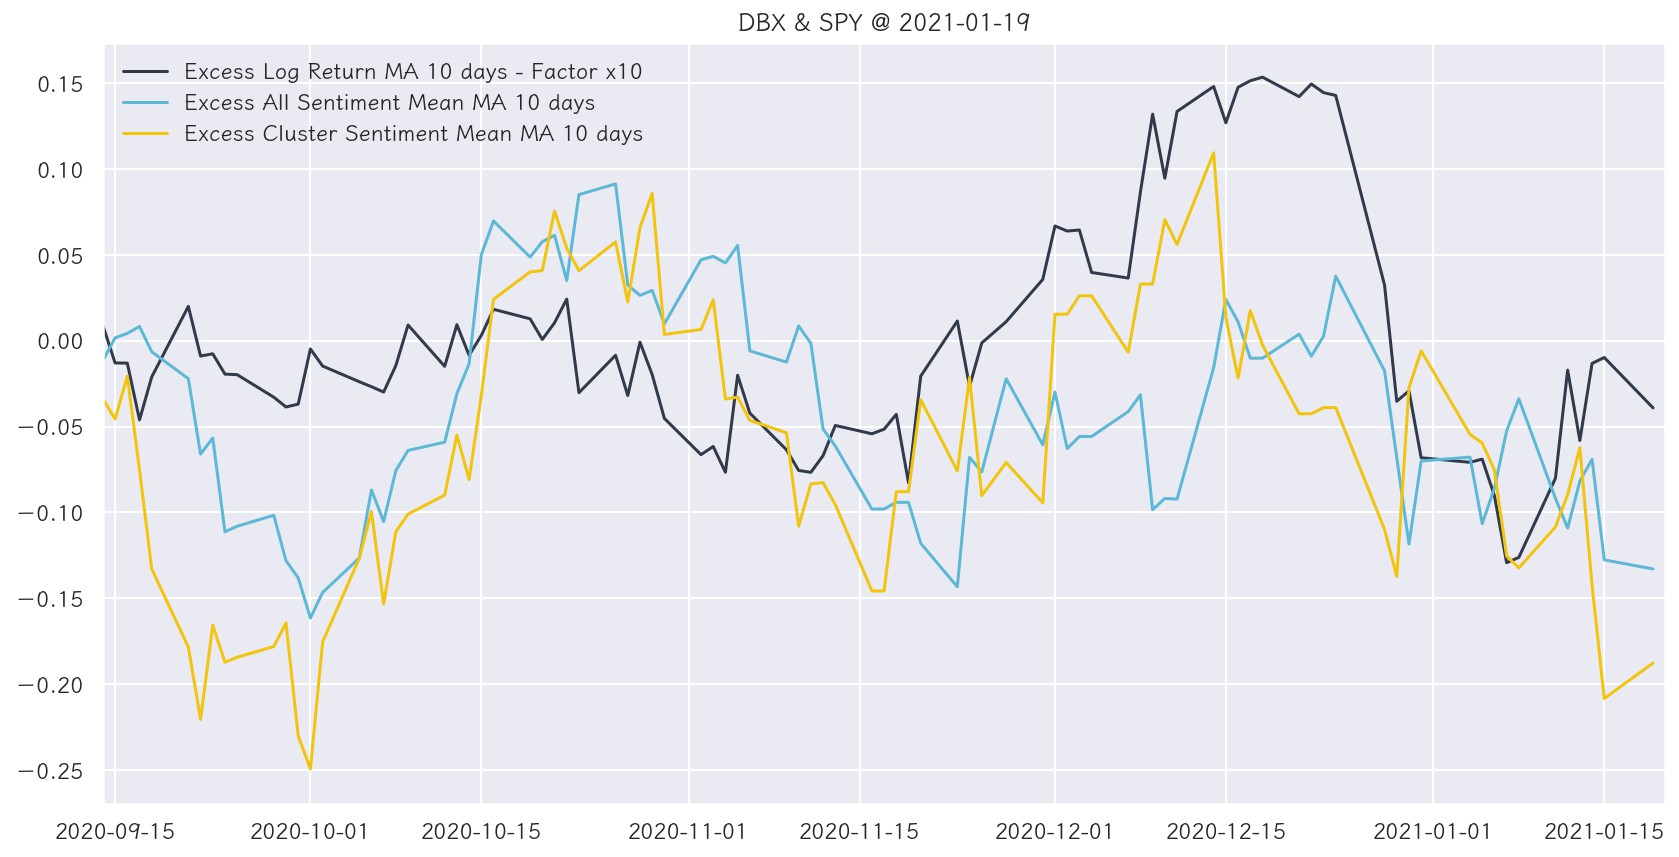 DBX & SPY @ 2021-01-19
Excess Log Return MA 10 days - Factor x10
Excess All Sentiment Mean MA 10 days
Excess Cluster Sentiment Mean MA 10 days
0.15
0.10
0.05
0.00
−0.05
−0.10
−0.15
−0.20
−0.25
2020-09-15 2020-10-01 2020-10-15 2020-11-01 2020-11-15 2020-12-01 2020-12-15 2021-01-01 2021-01-15